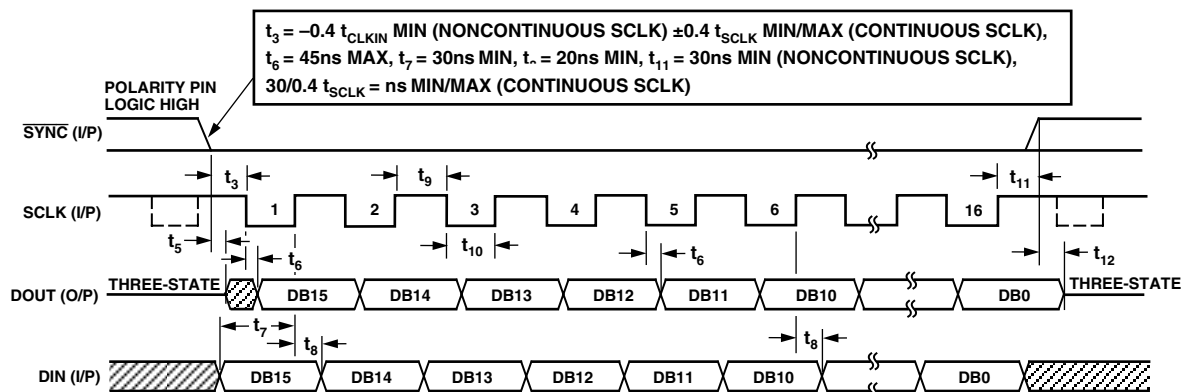 t3 = –0.4 tCLKIN MIN (NONCONTINUOUS SCLK) ±0.4 tSCLK MIN/MAX (CONTINUOUS SCLK),
t6 = 45ns MAX, t7 = 30ns MIN, = 20ns MIN, t11 = 30ns MIN (NONCONTINUOUS SCLK),
30/0.4 tSCLK = ns MIN/MAX (CONTINUOUS SCLK)
POLARITY PIN
LOGIC HIGH
SYNC (I/P)
t3
t9
t11
SCLK (I/P)
1 2 3 4 5 6 16
t5
t6
t10
t6
t12
THREE-STATE
THREE-STATE
DOUT (O/P)
DB15 DB14 DB13 DB12 DB11 DB10 DB0
t7
t8
t8
DIN (I/P)
DB15 DB14 DB13 DB12 DB11 DB10 DB0